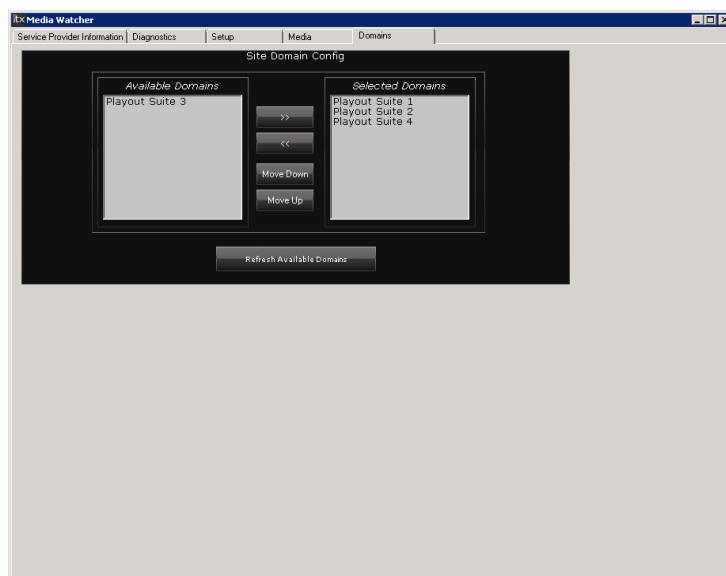 itx Media Watcher
Service Provider Information Diagnostics Setup Media Domains
Site Domain Config
Available Domains
Playout Suite 3
>>
<<
Move Down
Move Up
Selected Domains
Playout Suite 1
Playout Suite 2
Playout Suite 4
Refresh Available Domains